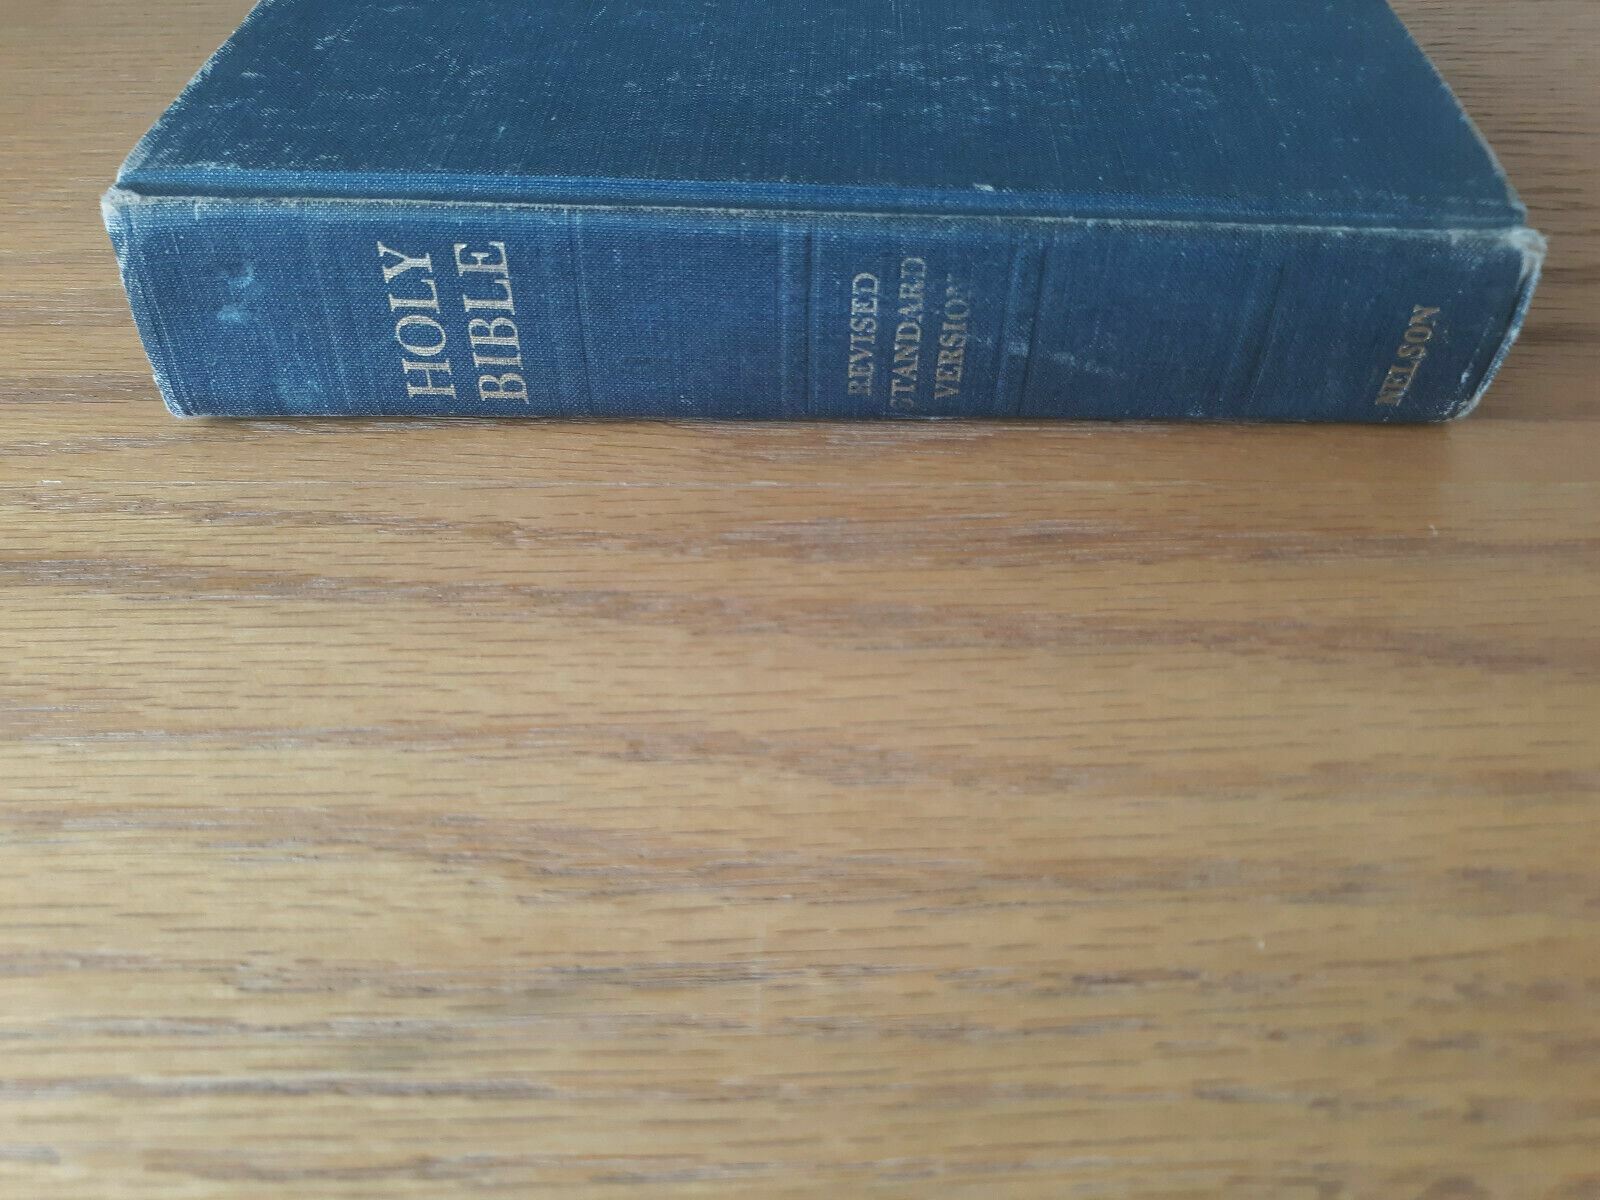 HOLY
BIBLE
REVISED
STANDARD
VERSION
NELSON